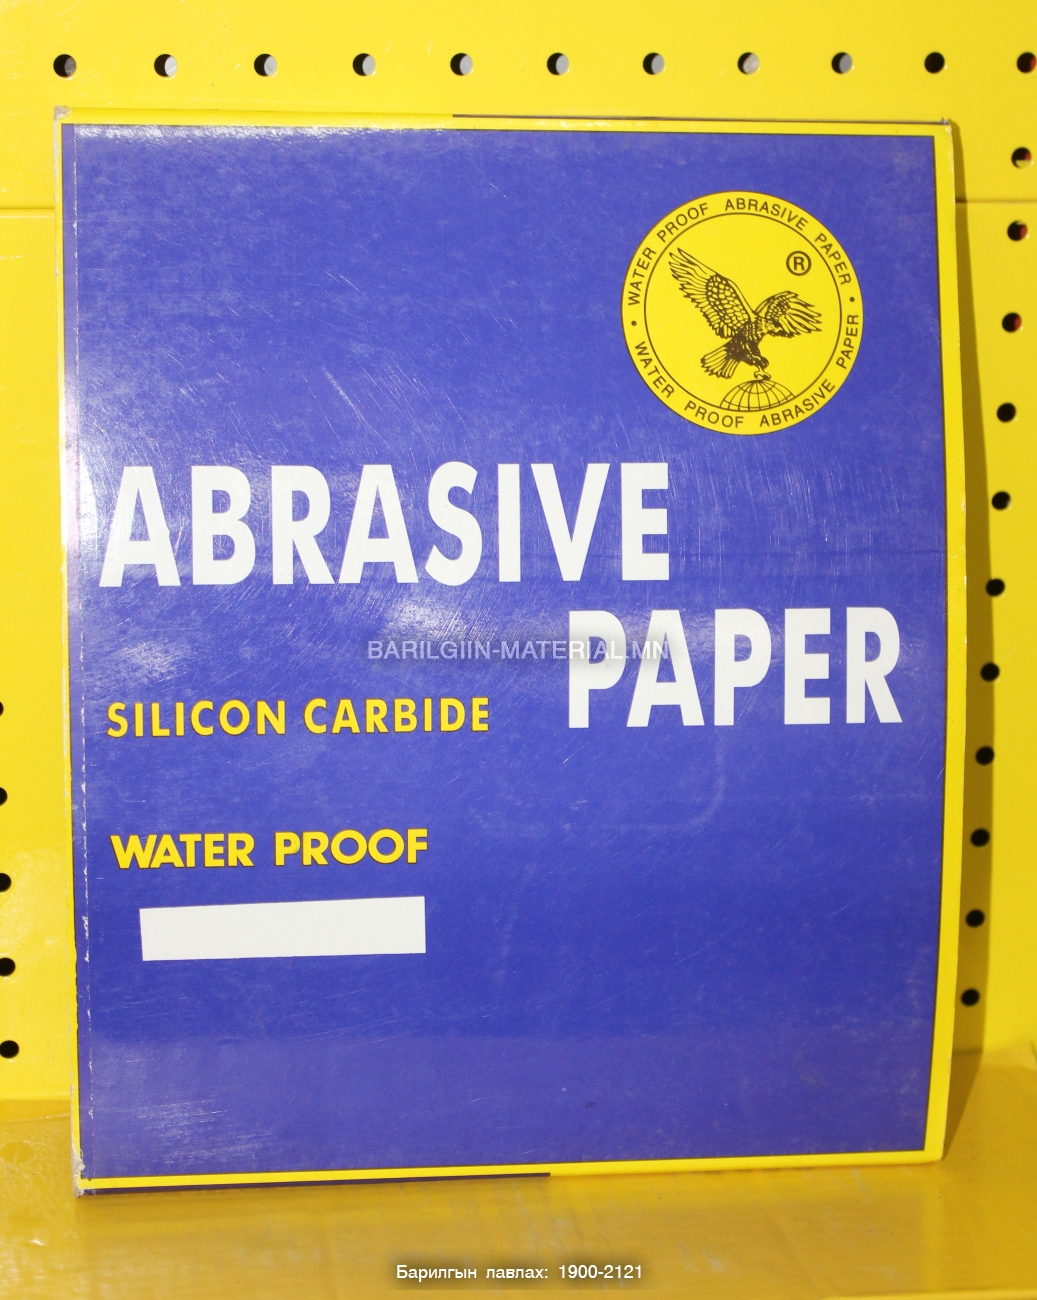 WATER PROOF ABRASIVE PAPER •
WATER PROOF ABRASIVE PAPER •
®
ABRASIVE
PAPER
BARILGIIN-MATERIAL.MN
SILICON CARBIDE
WATER PROOF
Барилгын лавлах: 1900-2121